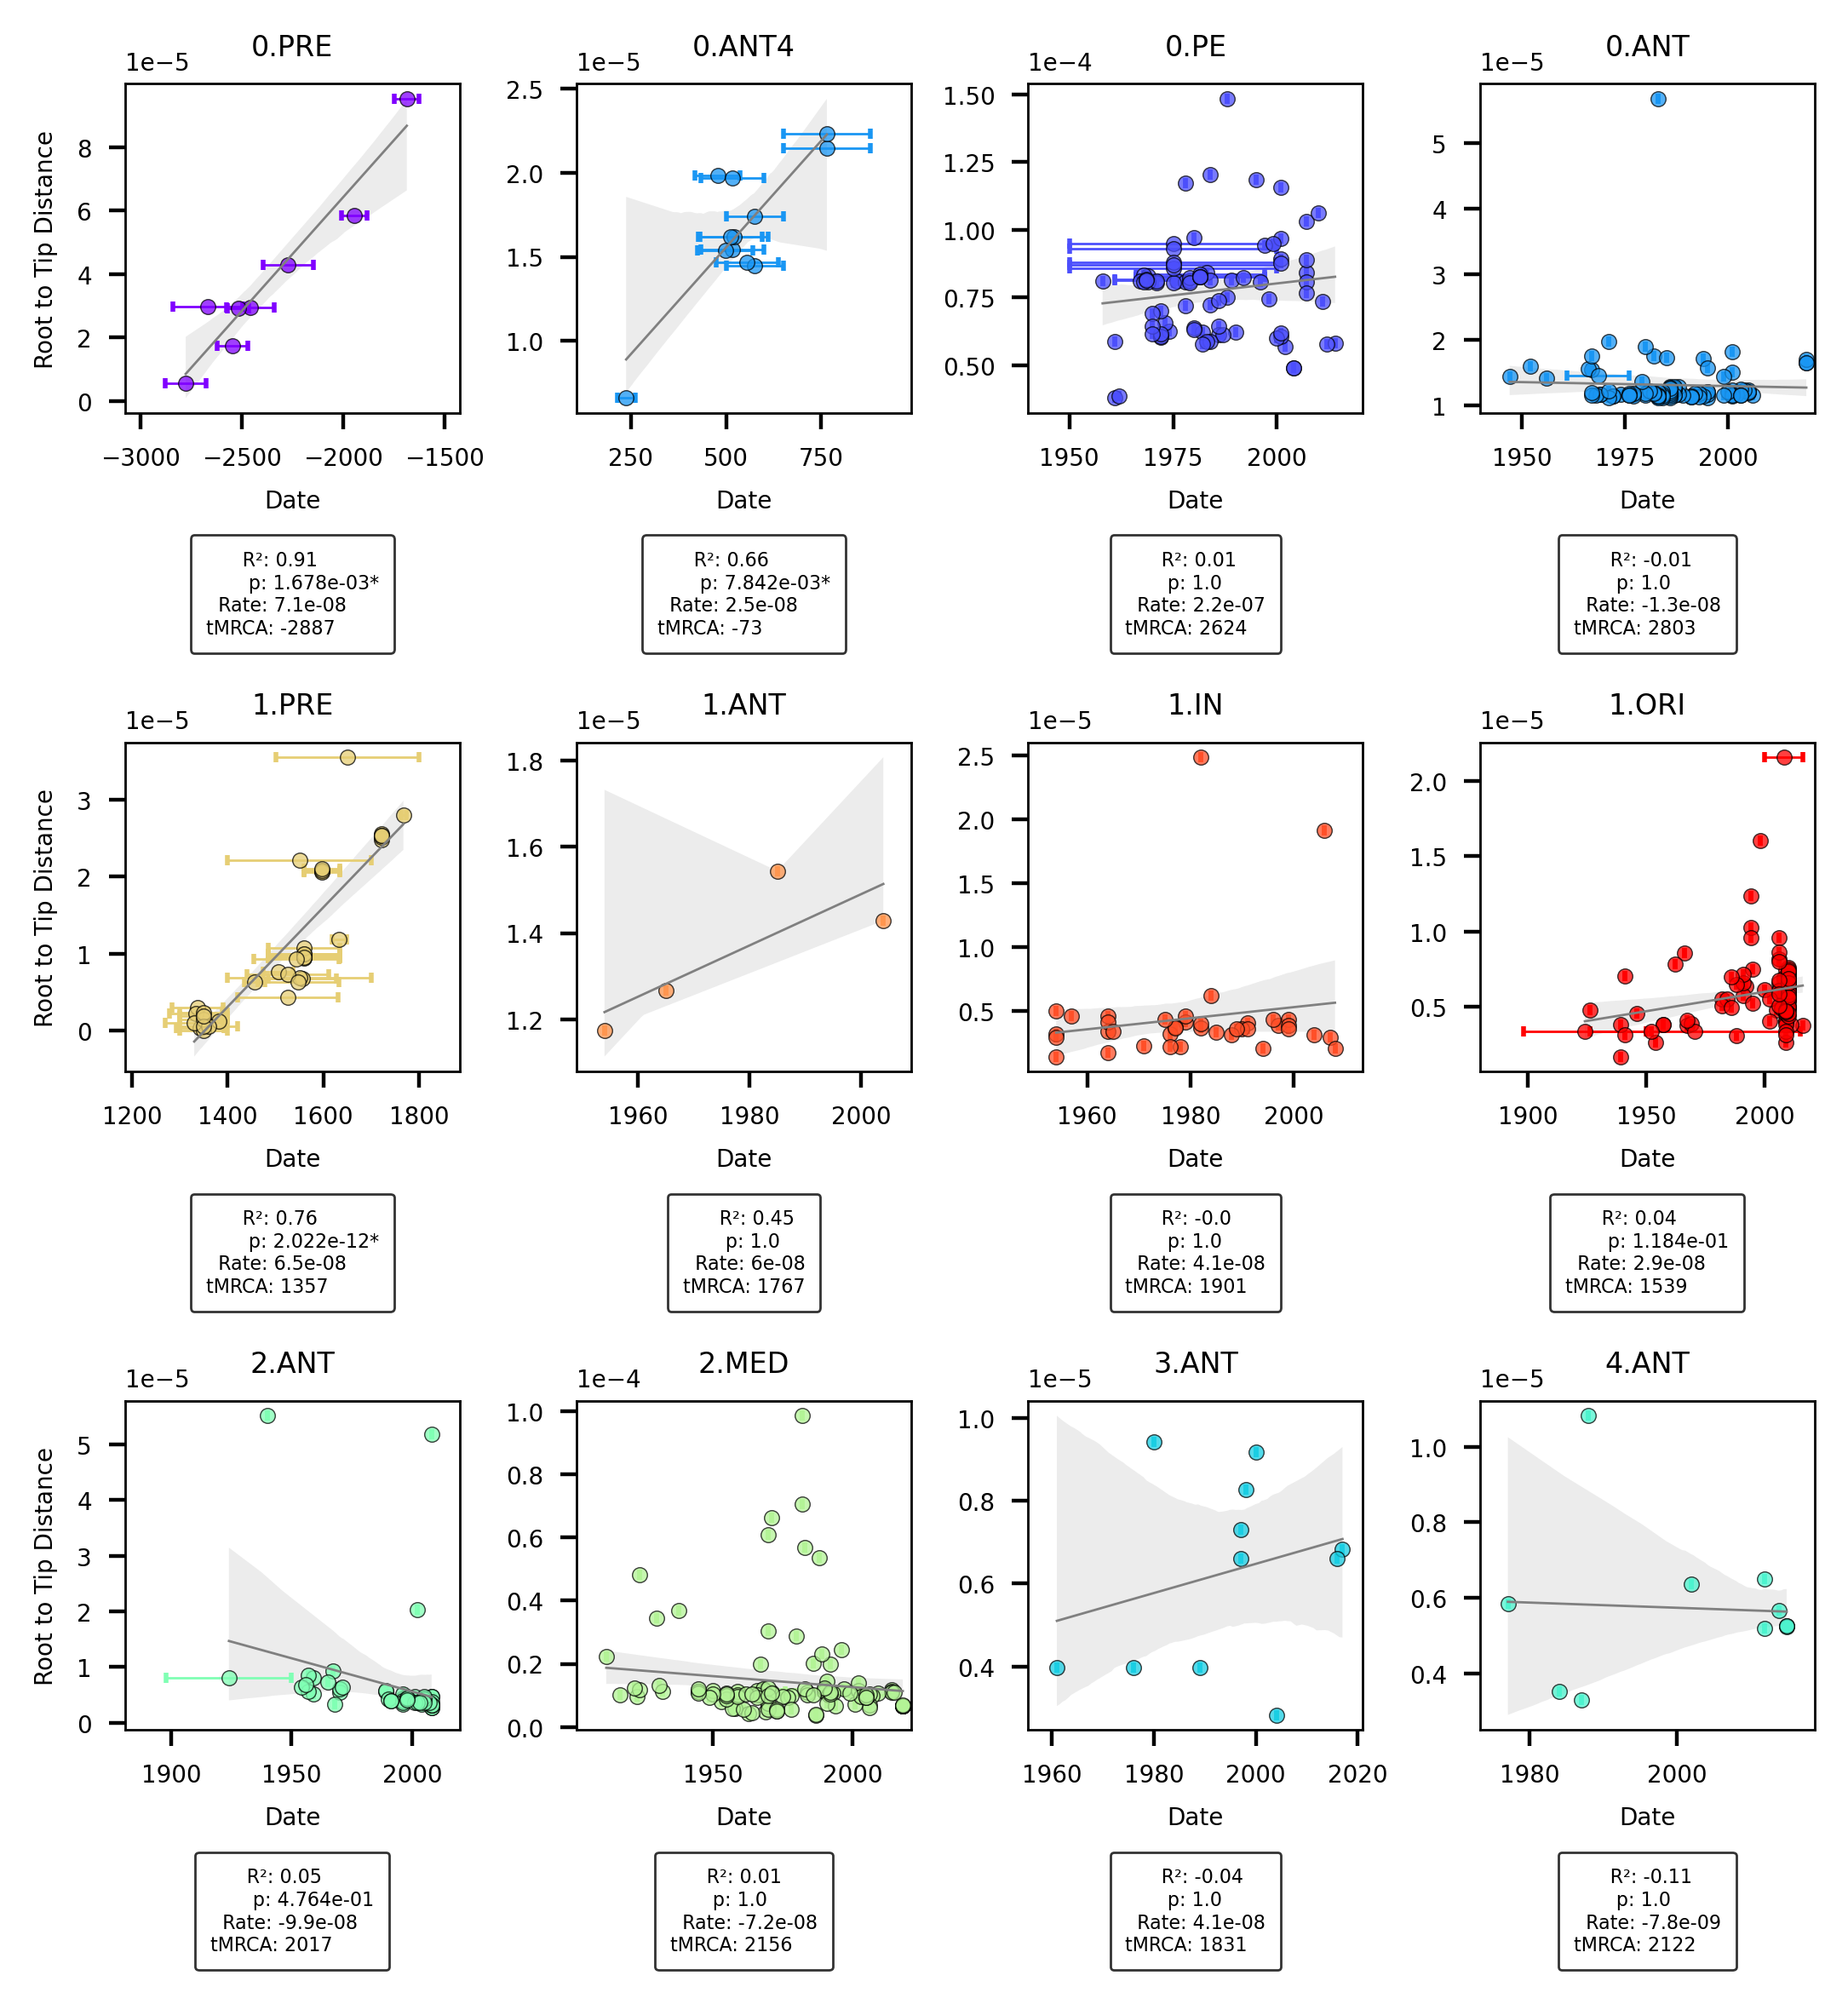 0.PRE
0.ANT4
0.PE
0.ANT
1e−5
1e−5
1e−4
1e−5
Root to Tip Distance
8
6
4
2
0
−3000
−2500
−2000
−1500
Date
2.5
2.0
1.5
1.0
250
500
750
Date
1.50
1.25
1.00
0.75
0.50
1950
1975
2000
Date
5
4
3
2
1
1950
1975
2000
Date
R²: 0.91
p: 1.678e-03*
Rate: 7.1e-08
tMRCA: -2887
R²: 0.66
p: 7.842e-03*
Rate: 2.5e-08
tMRCA: -73
R²: 0.01
p: 1.0
Rate: 2.2e-07
tMRCA: 2624
R²: -0.01
p: 1.0
Rate: -1.3e-08
tMRCA: 2803
1.PRE
1.ANT
1.IN
1.ORI
1e−5
1e−5
1e−5
1e−5
Root to Tip Distance
3
2
1
0
1200
1400
1600
1800
Date
1.8
1.6
1.4
1.2
1960
1980
2000
Date
2.5
2.0
1.5
1.0
0.5
1960
1980
2000
Date
2.0
1.5
1.0
0.5
1900
1950
2000
Date
R²: 0.76
p: 2.022e-12*
Rate: 6.5e-08
tMRCA: 1357
R²: 0.45
p: 1.0
Rate: 6e-08
tMRCA: 1767
R²: -0.0
p: 1.0
Rate: 4.1e-08
tMRCA: 1901
R²: 0.04
p: 1.184e-01
Rate: 2.9e-08
tMRCA: 1539
2.ANT
2.MED
3.ANT
4.ANT
1e−5
1e−4
1e−5
1e−5
Root to Tip Distance
5
4
3
2
1
0
1900
1950
2000
Date
1.0
0.8
0.6
0.4
0.2
0.0
1950
2000
Date
1.0
0.8
0.6
0.4
1960
1980
2000
2020
Date
1.0
0.8
0.6
0.4
1980
2000
Date
R²: 0.05
p: 4.764e-01
Rate: -9.9e-08
tMRCA: 2017
R²: 0.01
p: 1.0
Rate: -7.2e-08
tMRCA: 2156
R²: -0.04
p: 1.0
Rate: 4.1e-08
tMRCA: 1831
R²: -0.11
p: 1.0
Rate: -7.8e-09
tMRCA: 2122